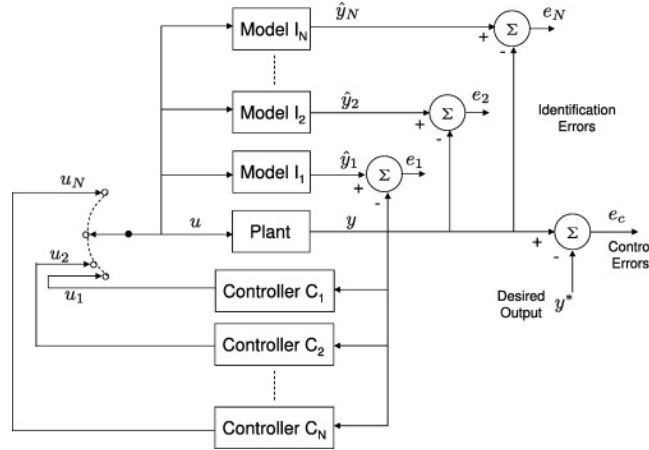 ŷ_N
e_N
Model I_N
Σ
+
-
ŷ_2
e_2
Model I_2
Σ
+
-
Identification
Errors
ŷ_1
e_1
Model I_1
Σ
+
-
u_N
u
Plant
y
+
Σ
e_c
-
Contro
Errors
u_2
u_1
Controller C_1
Desired
Output
y*
Controller C_2
Controller C_N